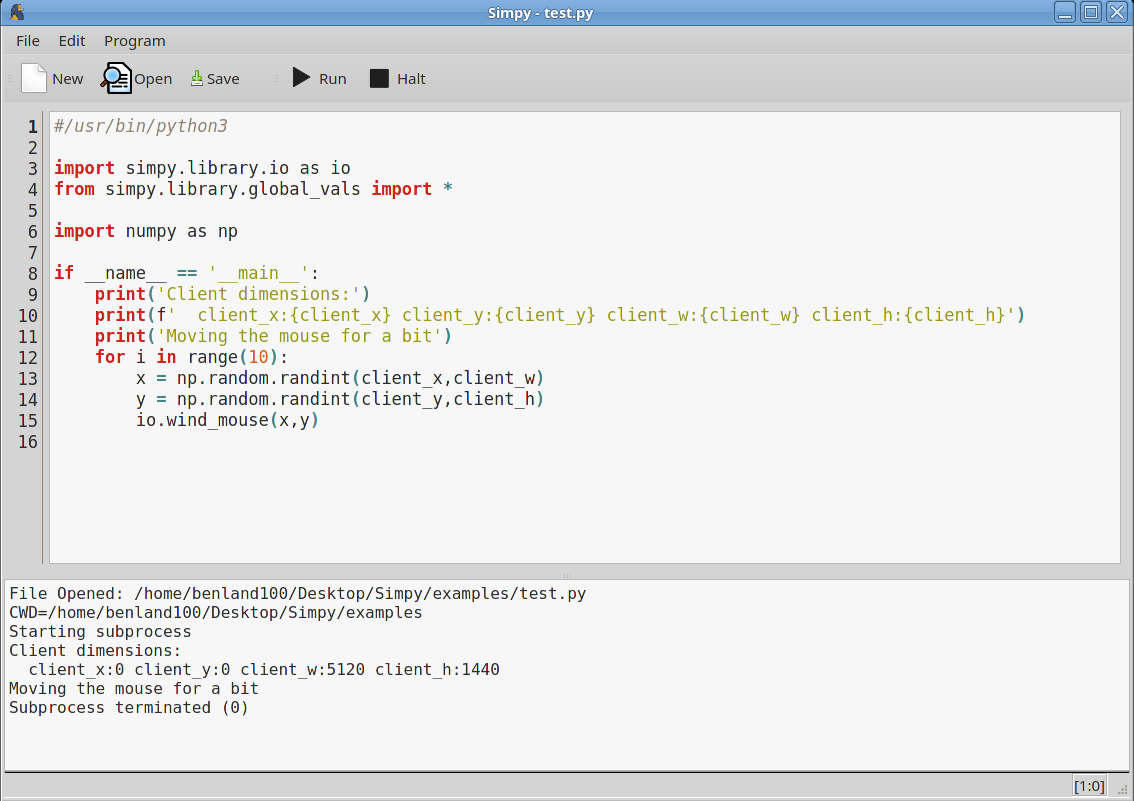 Simpy - test.py
File Edit Program
New Open Save Run Halt
1 #/usr/bin/python3
2
3 import simpy.library.io as io
4 from simpy.library.global_vals import *
5
6 import numpy as np
7
8 if __name__ == '__main__':
9     print('Client dimensions:')
10     print(f'  client_x:{client_x} client_y:{client_y} client_w:{client_w} client_h:{client_h}')
11     print('Moving the mouse for a bit')
12     for i in range(10):
13         x = np.random.randint(client_x,client_w)
14         y = np.random.randint(client_y,client_h)
15         io.wind_mouse(x,y)
16
File Opened: /home/benland100/Desktop/Simpy/examples/test.py
CWD=/home/benland100/Desktop/Simpy/examples
Starting subprocess
Client dimensions:
  client_x:0 client_y:0 client_w:5120 client_h:1440
Moving the mouse for a bit
Subprocess terminated (0)
[1:0]